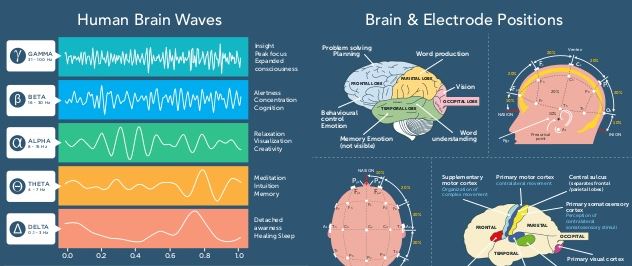 Human Brain Waves
γ
GAMMA
31 - 100 Hz
Insight
Peak focus
Expanded
consciousness
β
BETA
16 - 30 Hz
Alertness
Concentration
Cognition
α
ALPHA
8 - 15 Hz
Relaxation
Visualization
Creativity
Θ
THETA
4 - 7 Hz
Meditation
Intuition
Memory
Δ
DELTA
0.1 - 3 Hz
Detached
awarness
Healing Sleep
0.0 0.2 0.4 0.6 0.8 1.0
Brain & Electrode Positions
Problem solving
Planning
Word production
Vision
FRONTAL LOBE
PARIETAL LOBE
OCCIPITAL LOBE
TEMPORAL LOBE
Behavioural
control
Emotion
Memory Emotion
(not visible)
Word
understanding
Vertex
20%
20%
20%
20%
10%
NASION
INION
Preaurical
point
NASION
10%
20%
Supplementary
motor cortex
Organization of
complex movement
Primary motor cortex
contralateral movement
Central sulcus
(separates frontal
/parietal lobes)
Primary somatosensory
cortex
Perception of
contralateral
somatosensory stimuli
FRONTAL
PARIETAL
OCCIPITAL
TEMPORAL
Primary visual cortex